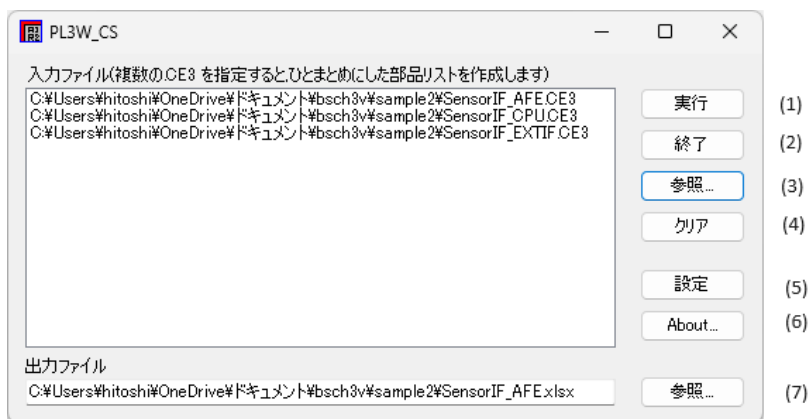 PL3W_CS
入力ファイル(複数の.CE3 を指定すると,ひとまとめにした部品リストを作成します)
C:¥Users¥hitoshi¥OneDrive¥ドキュメント¥bsch3v¥sample2¥SensorIF_AFE.CE3
C:¥Users¥hitoshi¥OneDrive¥ドキュメント¥bsch3v¥sample2¥SensorIF_CPU.CE3
C:¥Users¥hitoshi¥OneDrive¥ドキュメント¥bsch3v¥sample2¥SensorIF_EXTIF.CE3
実行 (1)
終了 (2)
参照... (3)
クリア (4)
設定 (5)
About... (6)
出力ファイル
C:¥Users¥hitoshi¥OneDrive¥ドキュメント¥bsch3v¥sample2¥SensorIF_AFE.xlsx
参照... (7)